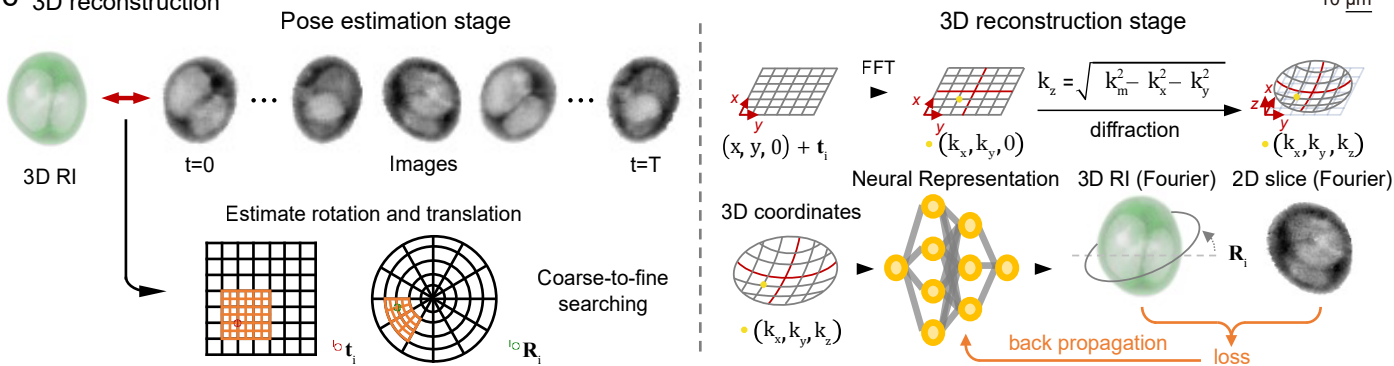 3D reconstruction
10 μm
Pose estimation stage
3D RI
t=0
...
Images
...
t=T
Estimate rotation and translation
Coarse-to-fine
searching
t_i
R_i
3D reconstruction stage
x
y
(x, y, 0) + t_i
FFT
x
y
(k_x, k_y, 0)
k_z = √(k_m^2 − k_x^2 − k_y^2)
diffraction
z
x
y
(k_x, k_y, k_z)
Neural Representation
3D RI (Fourier)
2D slice (Fourier)
3D coordinates
(k_x, k_y, k_z)
R_i
back propagation
loss